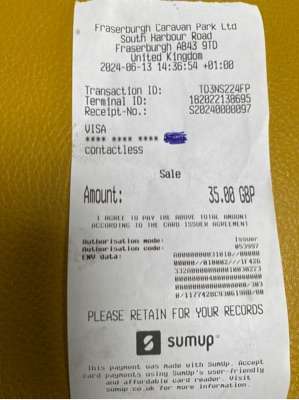 Fraserburgh Caravan Park Ltd
South Harbour Road
Fraserburgh AB43 9TD
United Kingdom
2024-06-13 14:36:54 +01:00
Transaction ID: TD3NS224FP
Terminal ID: 182022138695
Receipt-No.: S20240000097
VISA
**** **** ****
contactless
Sale
Amount: 35.00 GBP
I AGREE TO PAY THE ABOVE TOTAL AMOUNT
ACCORDING TO THE CARD ISSUER AGREEMENT
Authorisation mode: Issuer
Authorisation code: 053997
EMV data:
PLEASE RETAIN FOR YOUR RECORDS
sumup
This payment was made with SumUp. Accept
card payments using SumUp's user-friendly
and affordable card reader. Visit
sumup.co.uk for more information.